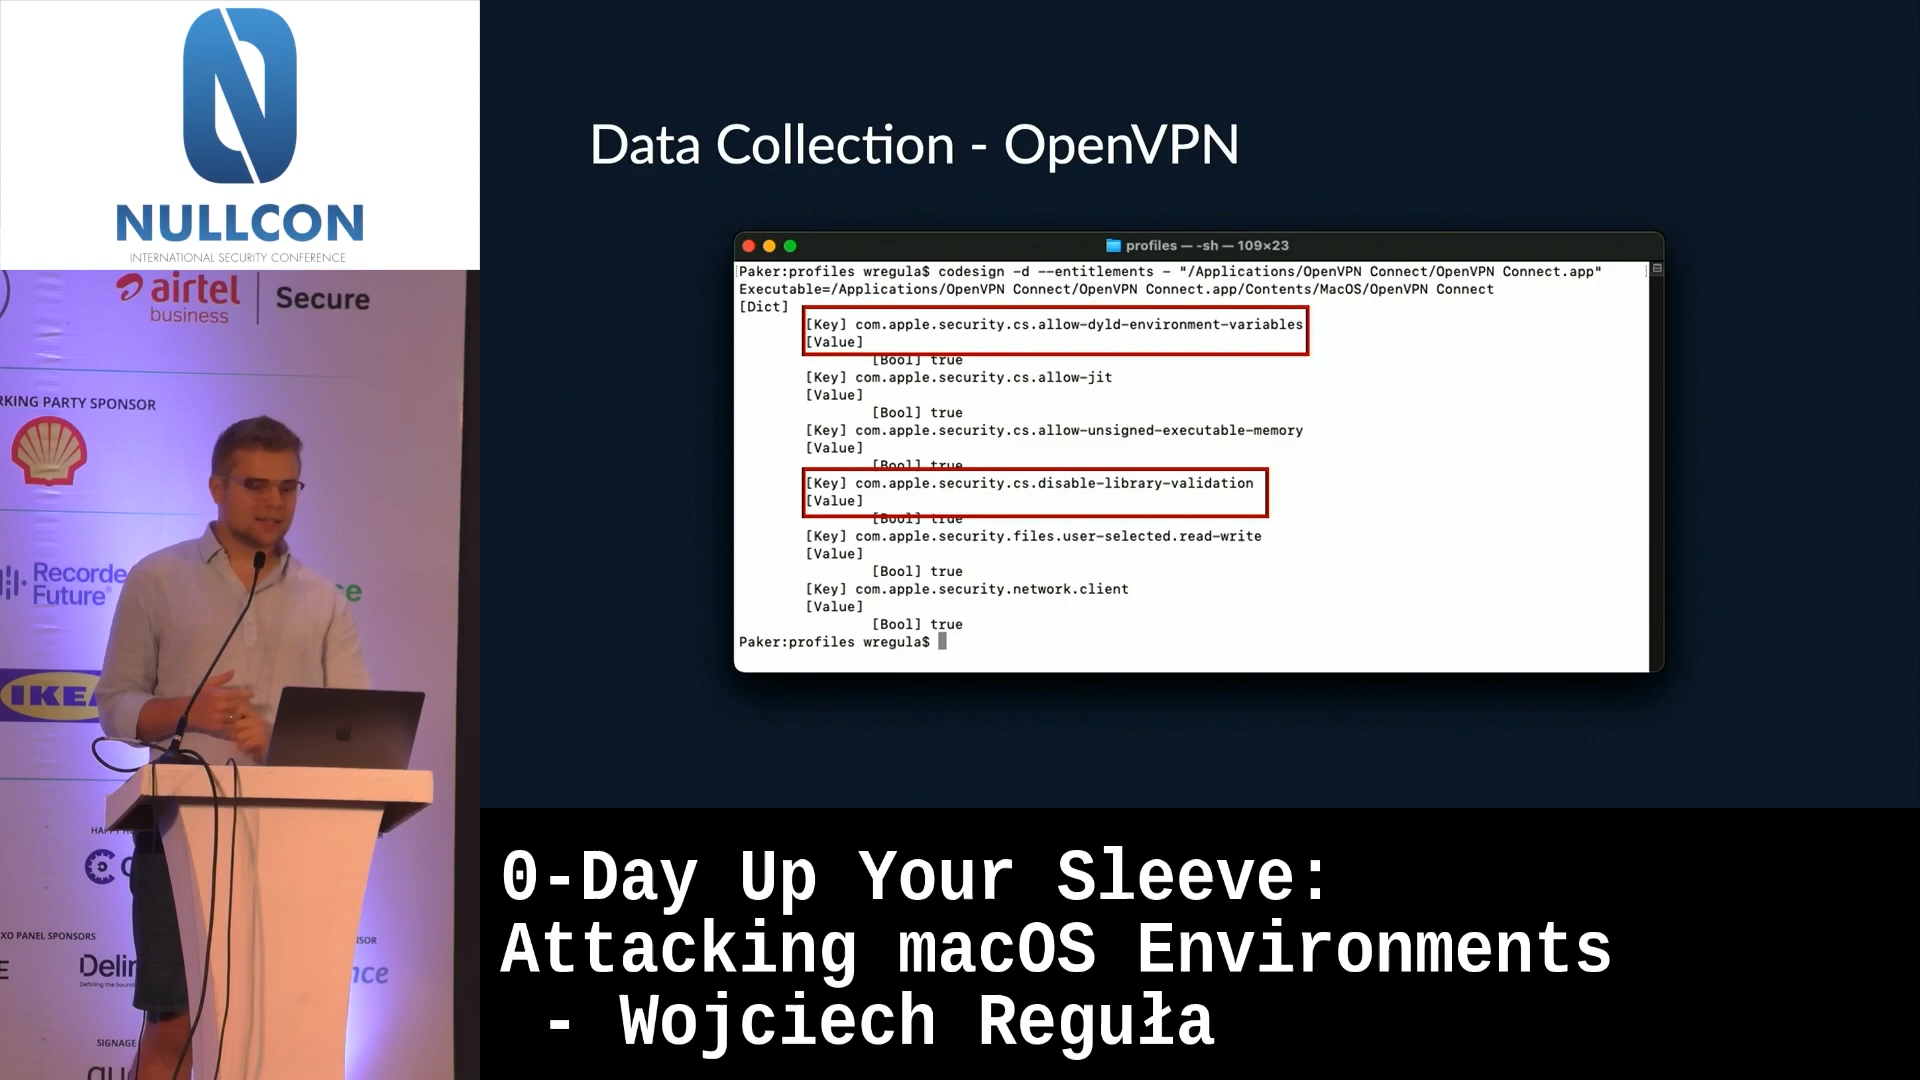 NULLCON
INTERNATIONAL SECURITY CONFERENCE
airtel
business
Secure
RKING PARTY SPONSOR
Recorde
Future
IKEA
XO PANEL SPONSORS
Delin
Defining the bound
SIGNAGE
Data Collection - OpenVPN
profiles — -sh — 109×23
Paker:profiles wregula$ codesign -d --entitlements - "/Applications/OpenVPN Connect/OpenVPN Connect.app"
Executable=/Applications/OpenVPN Connect/OpenVPN Connect.app/Contents/MacOS/OpenVPN Connect
[Dict]
[Key] com.apple.security.cs.allow-dyld-environment-variables
[Value]
[Bool] true
[Key] com.apple.security.cs.allow-jit
[Value]
[Bool] true
[Key] com.apple.security.cs.allow-unsigned-executable-memory
[Value]
[Bool] true
[Key] com.apple.security.cs.disable-library-validation
[Value]
[Bool] true
[Key] com.apple.security.files.user-selected.read-write
[Value]
[Bool] true
[Key] com.apple.security.network.client
[Value]
[Bool] true
Paker:profiles wregula$
0-Day Up Your Sleeve:
Attacking macOS Environments
- Wojciech Reguła